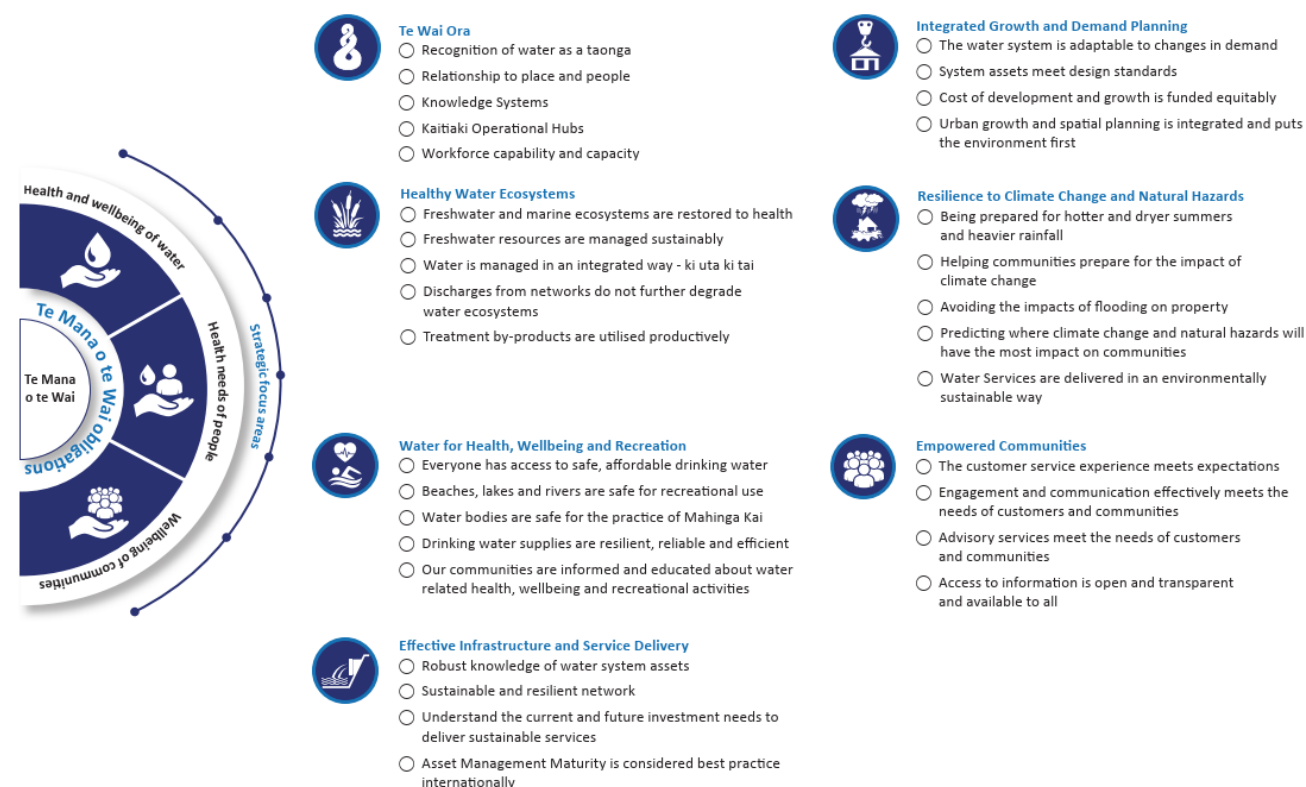 Health and wellbeing of water
Health needs of people
Wellbeing of communities
Te Mana o te Wai obligations
Te Mana
o te Wai
Strategic focus areas
Te Wai Ora
Recognition of water as a taonga
Relationship to place and people
Knowledge Systems
Kaitiaki Operational Hubs
Workforce capability and capacity
Healthy Water Ecosystems
Freshwater and marine ecosystems are restored to health
Freshwater resources are managed sustainably
Water is managed in an integrated way - ki uta ki tai
Discharges from networks do not further degrade
water ecosystems
Treatment by-products are utilised productively
Water for Health, Wellbeing and Recreation
Everyone has access to safe, affordable drinking water
Beaches, lakes and rivers are safe for recreational use
Water bodies are safe for the practice of Mahinga Kai
Drinking water supplies are resilient, reliable and efficient
Our communities are informed and educated about water
related health, wellbeing and recreational activities
Effective Infrastructure and Service Delivery
Robust knowledge of water system assets
Sustainable and resilient network
Understand the current and future investment needs to
deliver sustainable services
Asset Management Maturity is considered best practice
internationally
Integrated Growth and Demand Planning
The water system is adaptable to changes in demand
System assets meet design standards
Cost of development and growth is funded equitably
Urban growth and spatial planning is integrated and puts
the environment first
Resilience to Climate Change and Natural Hazards
Being prepared for hotter and dryer summers
and heavier rainfall
Helping communities prepare for the impact of
climate change
Avoiding the impacts of flooding on property
Predicting where climate change and natural hazards will
have the most impact on communities
Water Services are delivered in an environmentally
sustainable way
Empowered Communities
The customer service experience meets expectations
Engagement and communication effectively meets the
needs of customers and communities
Advisory services meet the needs of customers
and communities
Access to information is open and transparent
and available to all